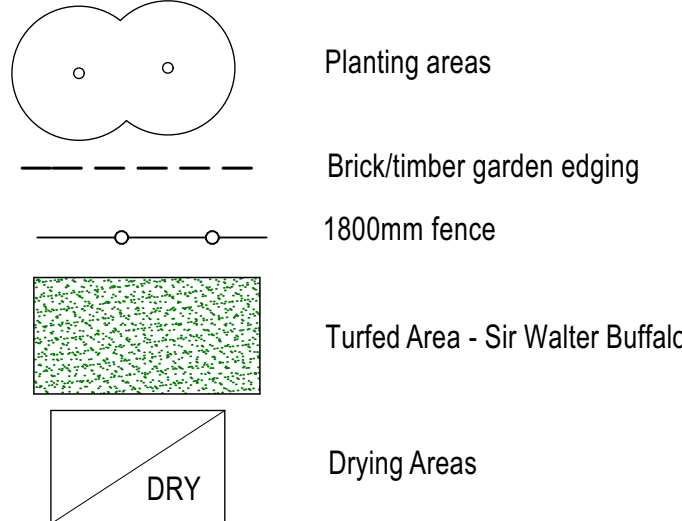 Planting areas
Brick/timber garden edging
1800mm fence
Turfed Area - Sir Walter Buffalo
Drying Areas
DRY